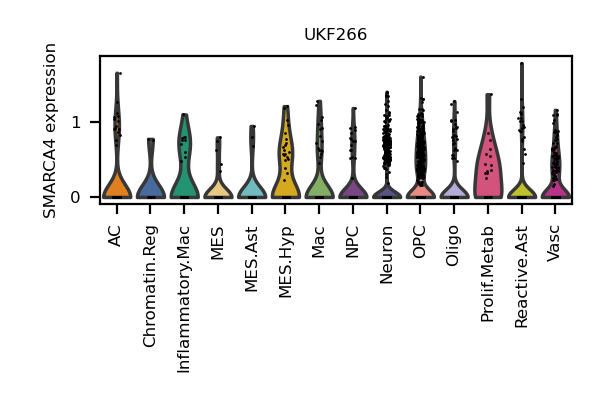 UKF266
SMARCA4 expression
1
0
AC
Chromatin.Reg
Inflammatory.Mac
MES
MES.Ast
MES.Hyp
Mac
NPC
Neuron
OPC
Oligo
Prolif.Metab
Reactive.Ast
Vasc